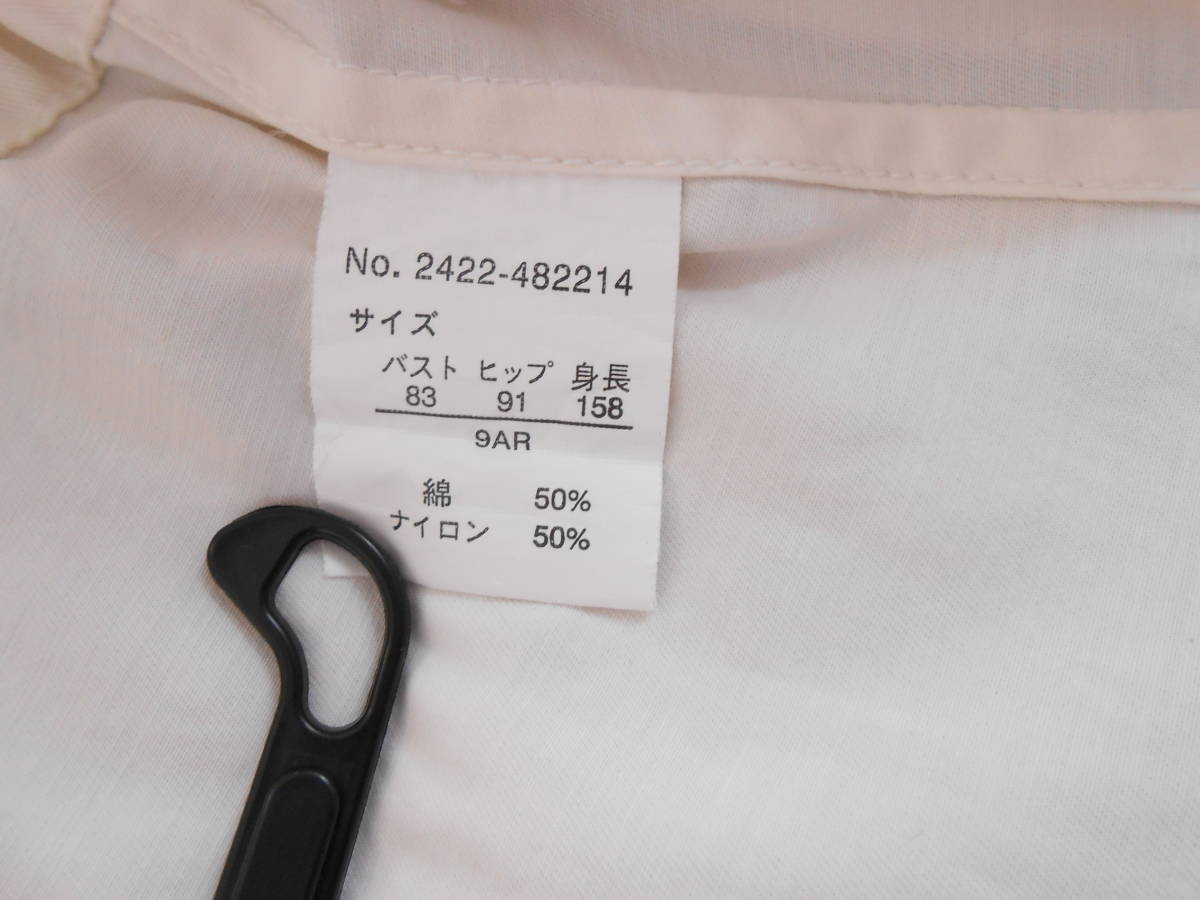 No. 2422-482214
サイズ
バスト ヒップ 身長
83 91 158
9AR
綿 50%
ナイロン 50%